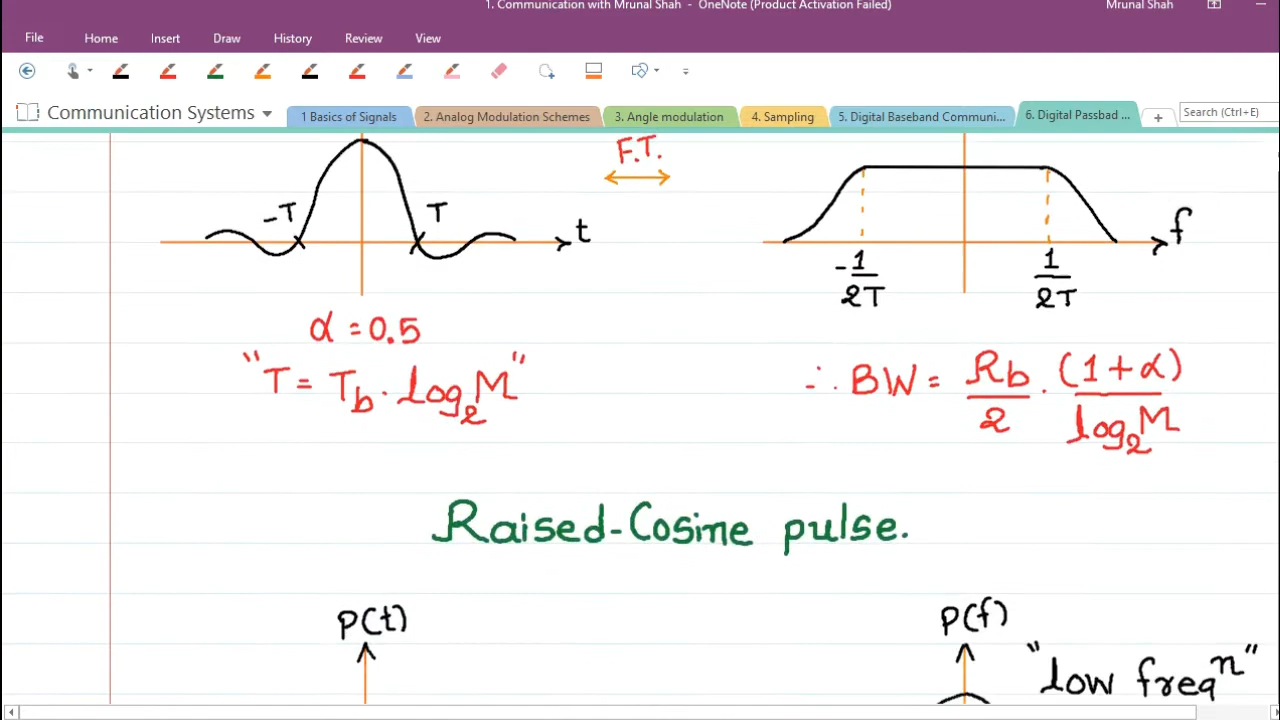 1. Communication with Mrunal Shah - OneNote (Product Activation Failed)
Mrunal Shah
File Home Insert Draw History Review View
Communication Systems
1 Basics of Signals 2. Analog Modulation Schemes 3. Angle modulation 4. Sampling 5. Digital Baseband Communi... 6. Digital Passbad ... + Search (Ctrl+E)
F.T.
-T T t
f
-1/2T 1/2T
α = 0.5
"T = Tb . log₂M"
∴ BW = Rb/2 . (1+α)/log₂M
Raised-Cosine pulse.
P(t)
P(f)
"low freqⁿ"